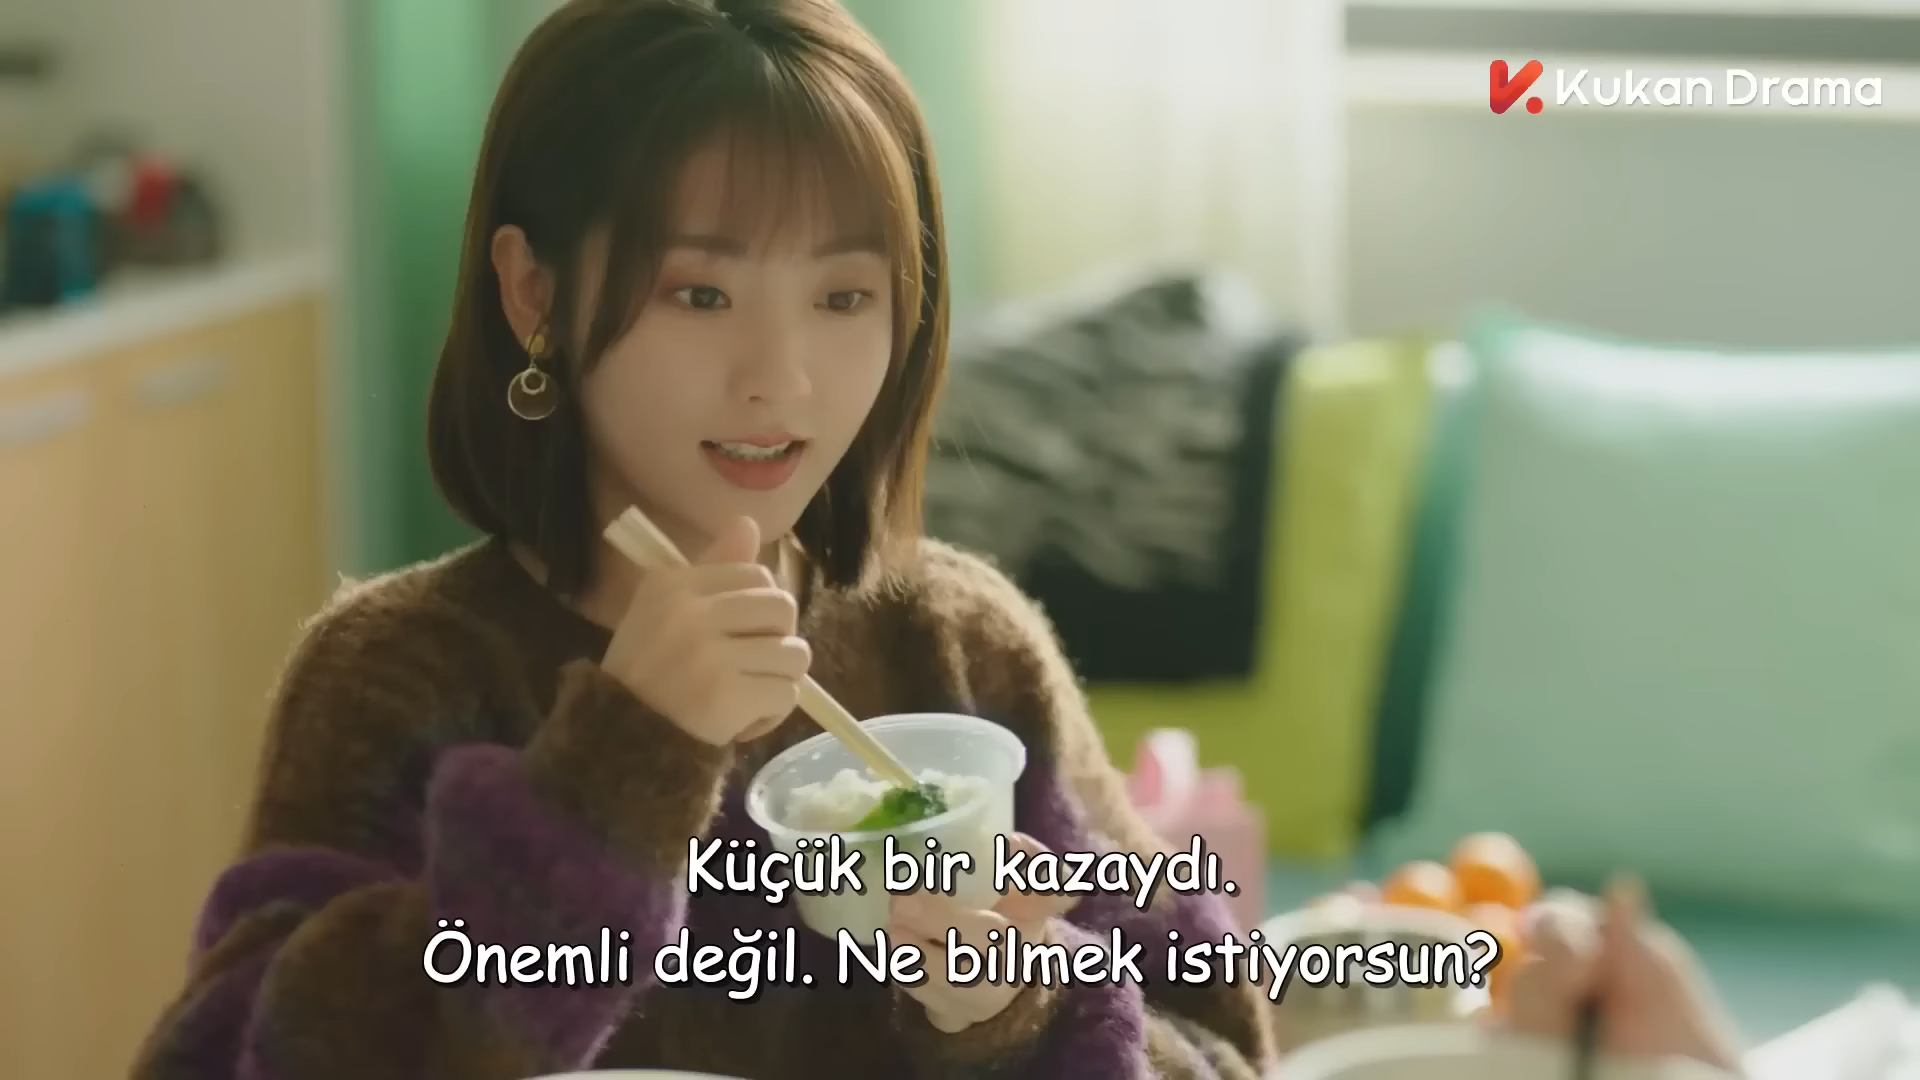 Kukan Drama
Küçük bir kazaydı.
Önemli değil. Ne bilmek istiyorsun?